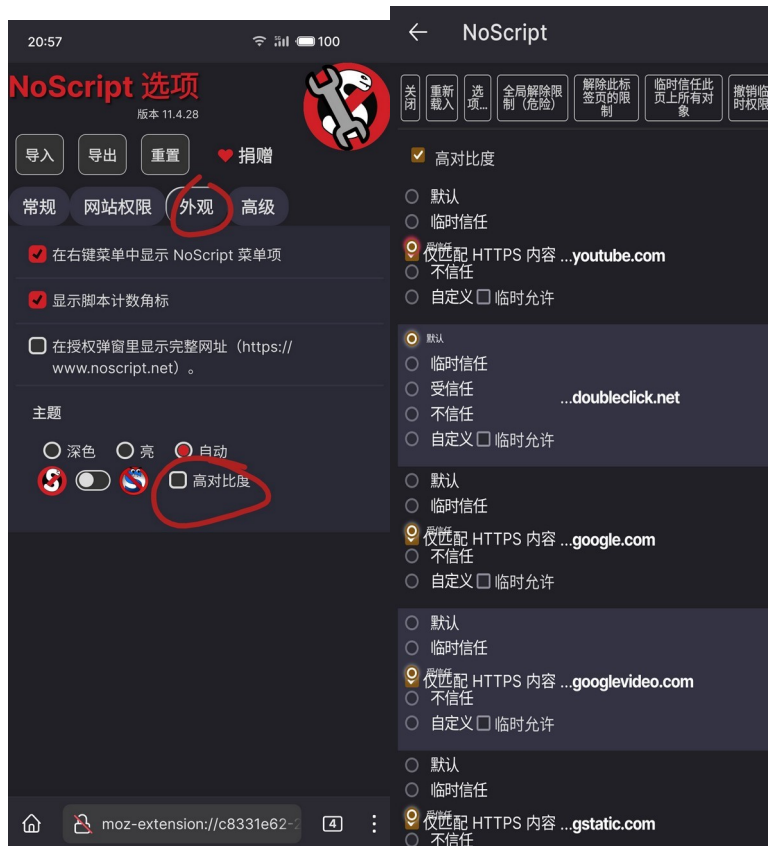 20:57
100
NoScript 选项
版本 11.4.28
导入
导出
重置
捐赠
常规
网站权限
外观
高级
在右键菜单中显示 NoScript 菜单项
显示脚本计数角标
在授权弹窗里显示完整网址（https://
www.noscript.net）。
主题
深色
亮
自动
高对比度
moz-extension://c8331e62-2
4
NoScript
关闭
重新载入
选项...
全局解除限制（危险）
解除此标签页的限制
临时信任此页上所有对象
撤销临时权限
高对比度
默认
临时信任
受信任
仅匹配 HTTPS 内容 ...youtube.com
不信任
自定义 临时允许
默认
临时信任
受信任
...doubleclick.net
不信任
自定义 临时允许
默认
临时信任
受信任
仅匹配 HTTPS 内容 ...google.com
不信任
自定义 临时允许
默认
临时信任
受信任
仅匹配 HTTPS 内容 ...googlevideo.com
不信任
自定义 临时允许
默认
临时信任
受信任
仅匹配 HTTPS 内容 ...gstatic.com
不信任